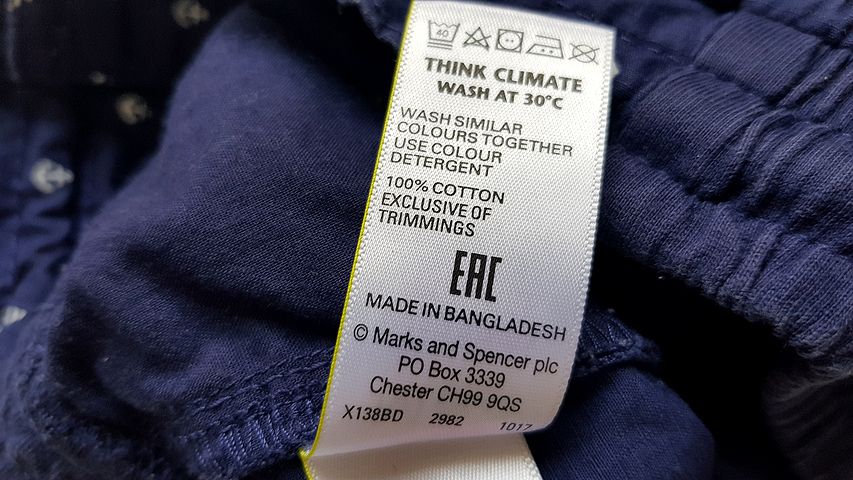 40
THINK CLIMATE
WASH AT 30°C
WASH SIMILAR
COLOURS TOGETHER
USE COLOUR
DETERGENT
100% COTTON
EXCLUSIVE OF
TRIMMINGS
EAC
MADE IN BANGLADESH
© Marks and Spencer plc
PO Box 3339
Chester CH99 9QS
X138BD 2982 1017